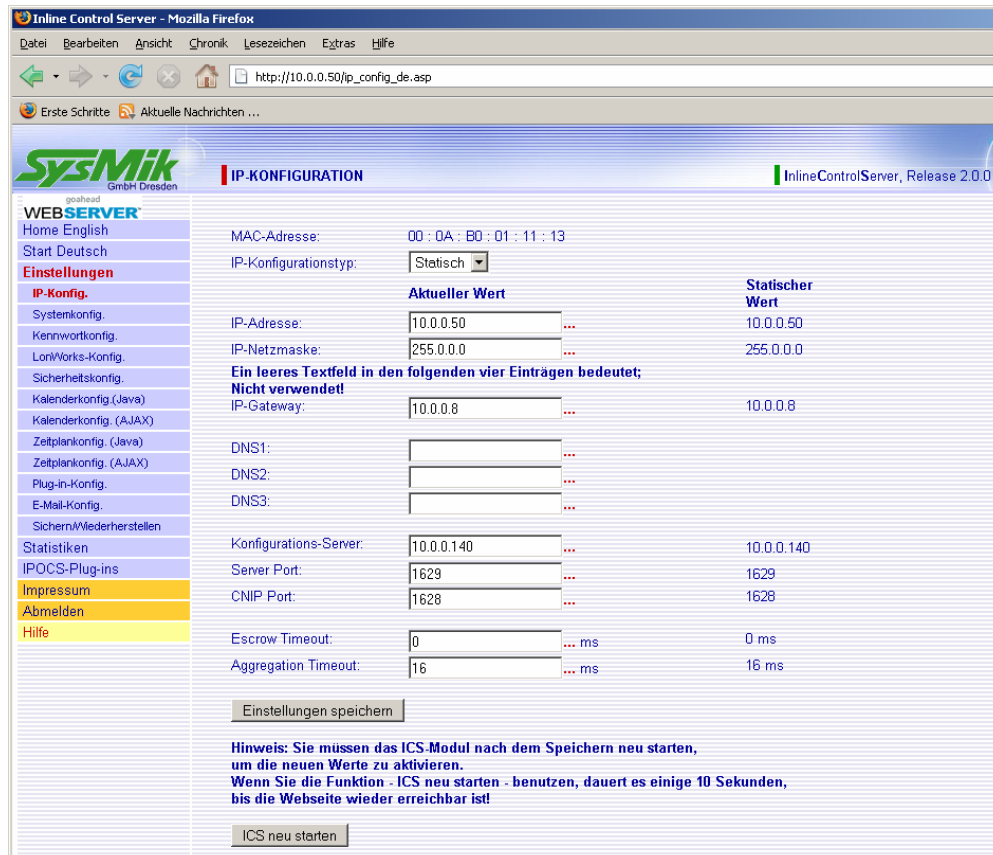 Inline Control Server - Mozilla Firefox
Datei Bearbeiten Ansicht Chronik Lesezeichen Extras Hilfe
http://10.0.0.50/ip_config_de.asp
Erste Schritte Aktuelle Nachrichten ...
SysMik
GmbH Dresden
IP-KONFIGURATION
InlineControlServer, Release 2.0.0
goahead
WEBSERVER
Home English
Start Deutsch
Einstellungen
IP-Konfig.
Systemkonfig.
Kennwortkonfig.
LonWorks-Konfig.
Sicherheitskonfig.
Kalenderkonfig.(Java)
Kalenderkonfig. (AJAX)
Zeitplankonfig. (Java)
Zeitplankonfig. (AJAX)
Plug-in-Konfig.
E-Mail-Konfig.
Sichern/Wiederherstellen
Statistiken
IPOCS-Plug-ins
Impressum
Abmelden
Hilfe
MAC-Adresse: 00 : 0A : B0 : 01 : 11 : 13
IP-Konfigurationstyp: Statisch
Aktueller Wert Statischer
Wert
IP-Adresse: 10.0.0.50 ... 10.0.0.50
IP-Netzmaske: 255.0.0.0 ... 255.0.0.0
Ein leeres Textfeld in den folgenden vier Einträgen bedeutet;
Nicht verwendet!
IP-Gateway: 10.0.0.8 ... 10.0.0.8
DNS1: ...
DNS2: ...
DNS3: ...
Konfigurations-Server: 10.0.0.140 ... 10.0.0.140
Server Port: 1629 ... 1629
CNIP Port: 1628 ... 1628
Escrow Timeout: 0 ... ms 0 ms
Aggregation Timeout: 16 ... ms 16 ms
Einstellungen speichern
Hinweis: Sie müssen das ICS-Modul nach dem Speichern neu starten,
um die neuen Werte zu aktivieren.
Wenn Sie die Funktion - ICS neu starten - benutzen, dauert es einige 10 Sekunden,
bis die Webseite wieder erreichbar ist!
ICS neu starten